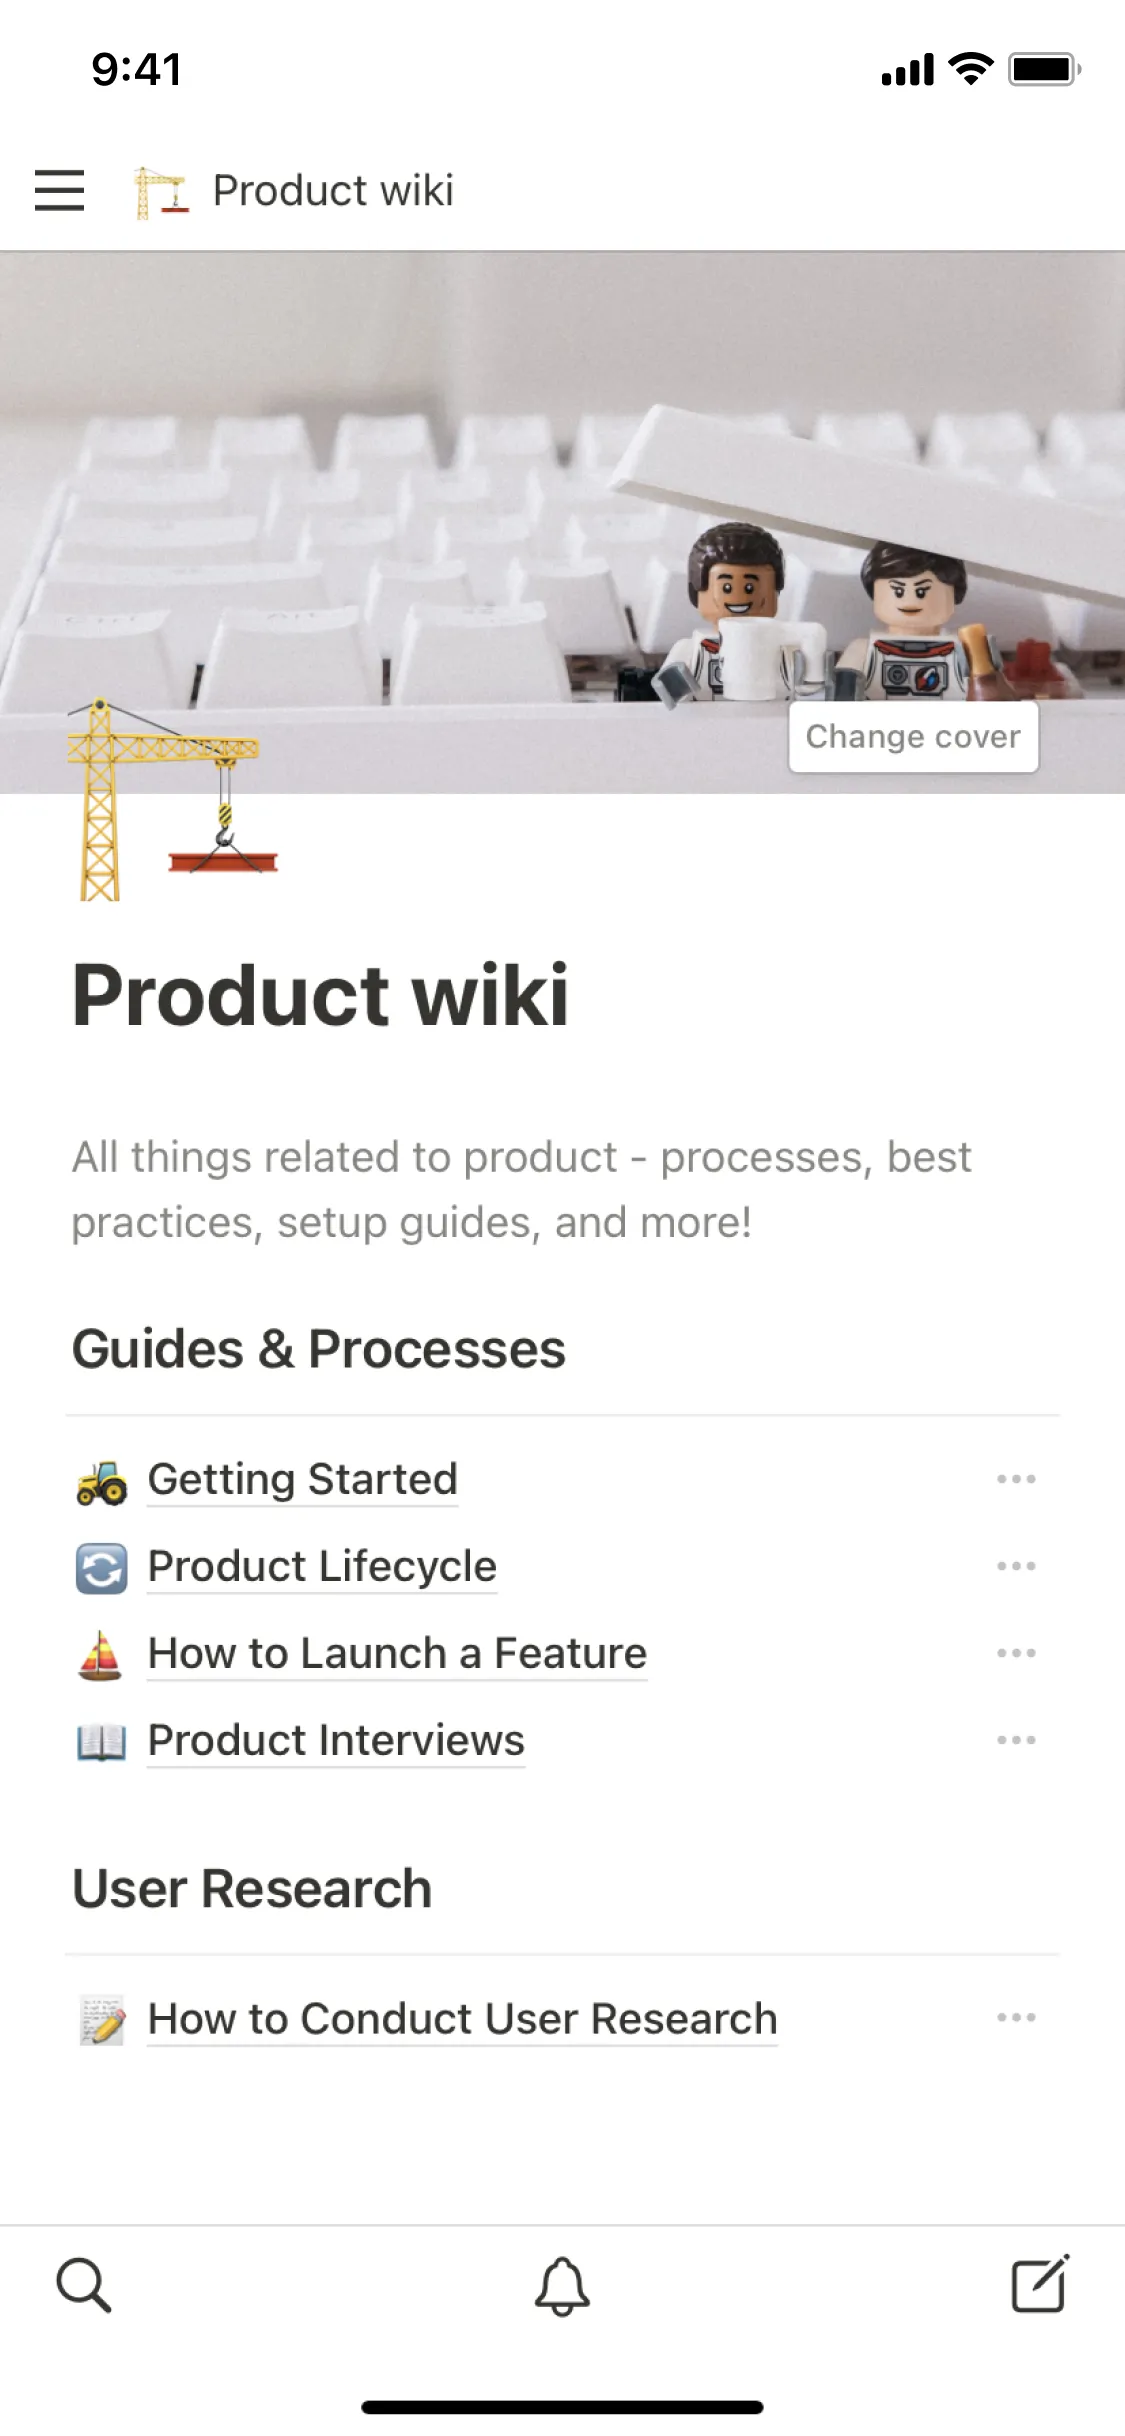 9:41
Product wiki
Change cover
Product wiki
All things related to product - processes, best
practices, setup guides, and more!
Guides & Processes
Getting Started
Product Lifecycle
How to Launch a Feature
Product Interviews
User Research
How to Conduct User Research